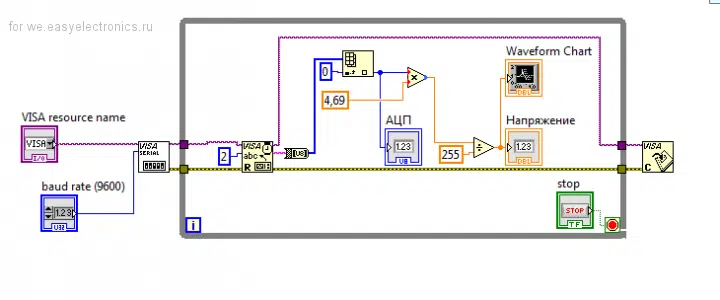 for we.easyelectronics.ru
Waveform Chart
DBL
0
4,69
VISA resource name
VISA
I/O
VISA
SERIAL
VISA
abc
R
2
U8
АЦП
1.23
U8
255
Напряжение
1.23
DBL
VISA
C
baud rate (9600)
1.2 3
U32
stop
STOP
TF
i